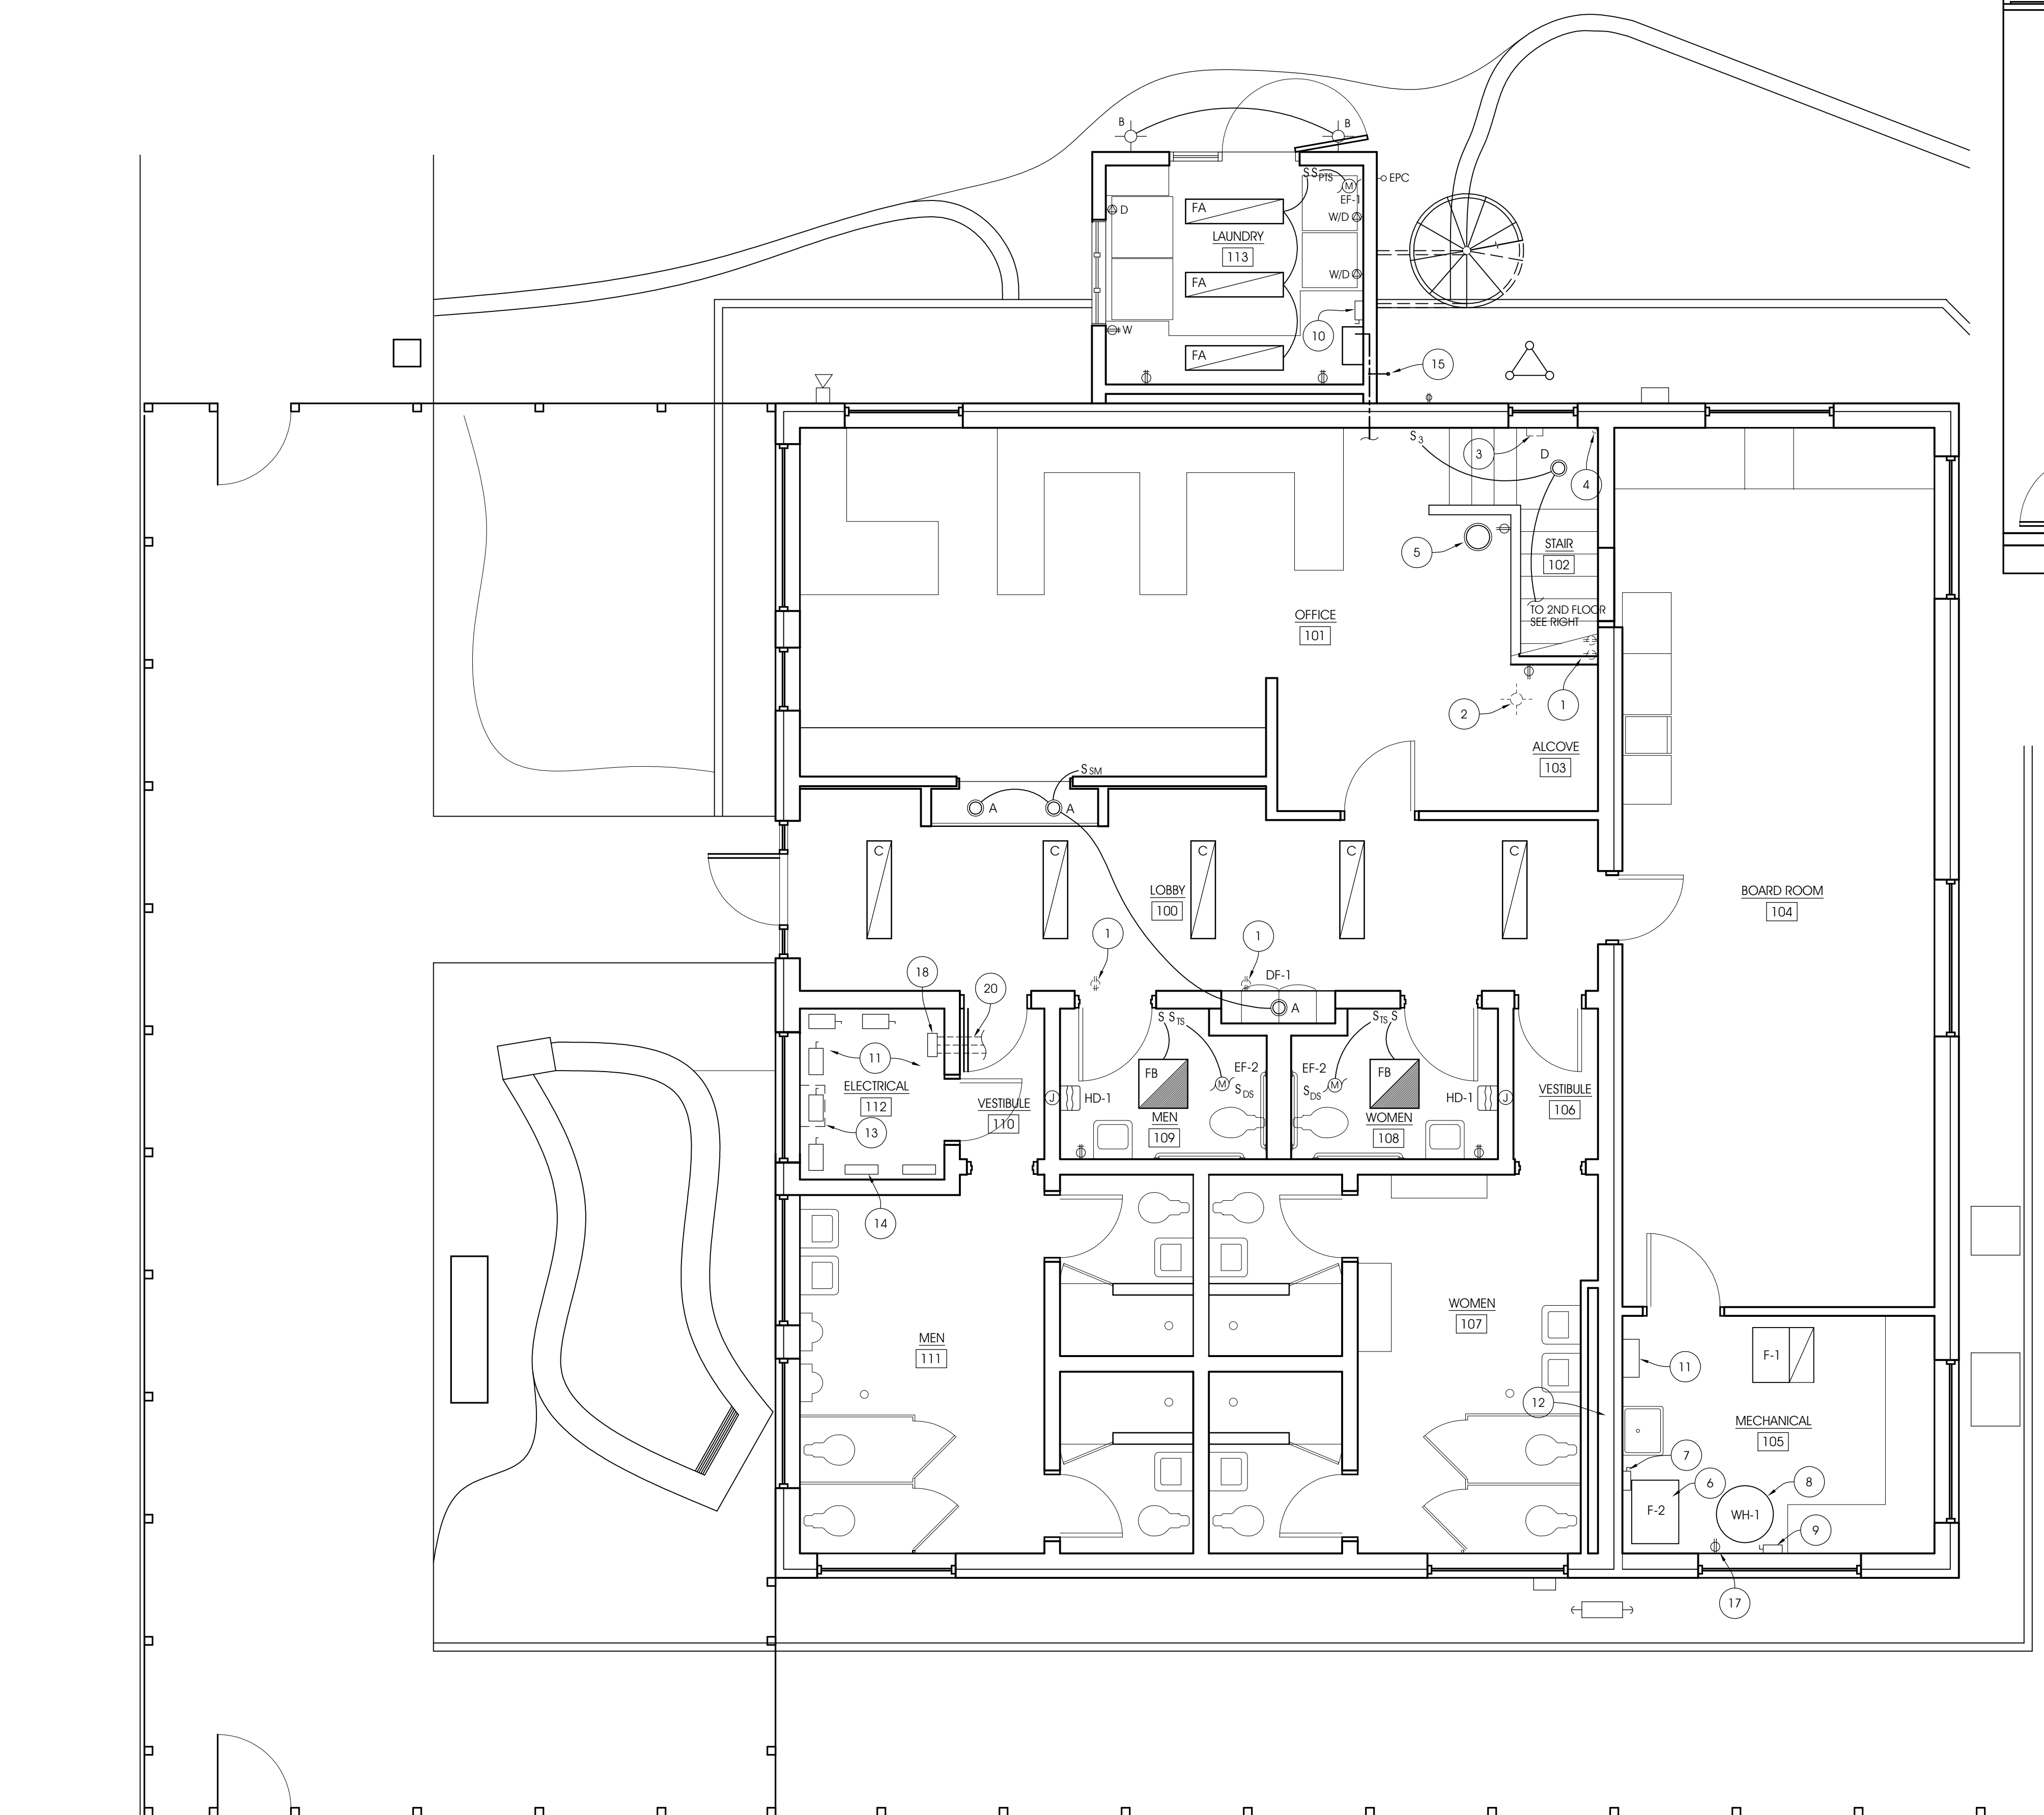 B
B
S S PTS
M
EPC
EF-1
FA
D
W/D
LAUNDRY
113
W/D
FA
10
W
FA
15
S 3
3
D
4
5
STAIR
102
TO 2ND FLOOR
SEE RIGHT
OFFICE
101
2
1
ALCOVE
103
S SM
A
A
C
C
C
C
C
LOBBY
100
BOARD ROOM
104
1
1
18
20
DF-1
A
S S TS
S TS S
11
ELECTRICAL
112
FB
EF-2
M
S DS
EF-2
M
S DS
FB
VESTIBULE
110
J
HD-1
HD-1
J
VESTIBULE
106
MEN
109
WOMEN
108
13
14
WOMEN
107
MEN
111
F-1
11
12
MECHANICAL
105
7
6
8
F-2
WH-1
9
17